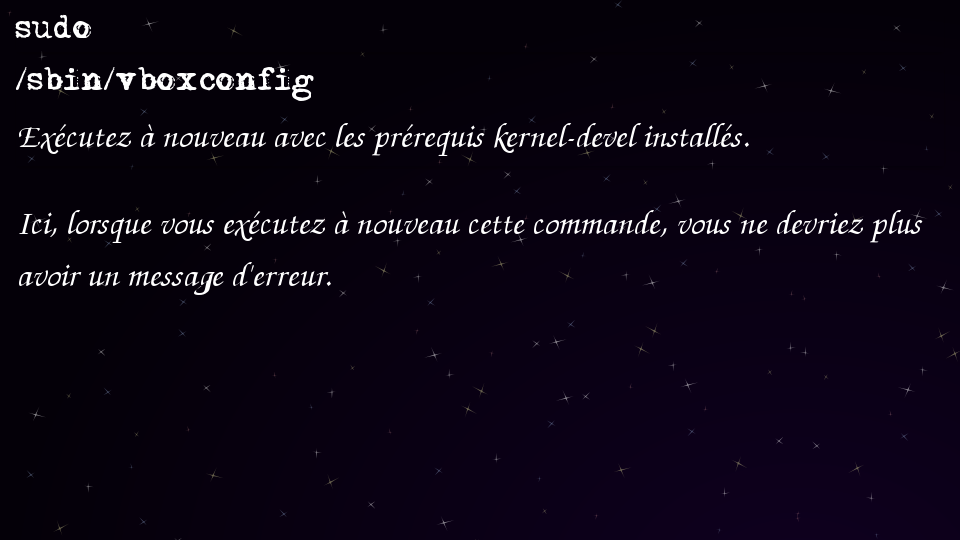 sudo
/sbin/vboxconfig
Exécutez à nouveau avec les prérequis kernel-devel installés.
Ici, lorsque vous exécutez à nouveau cette commande, vous ne devriez plus
avoir un message d'erreur.